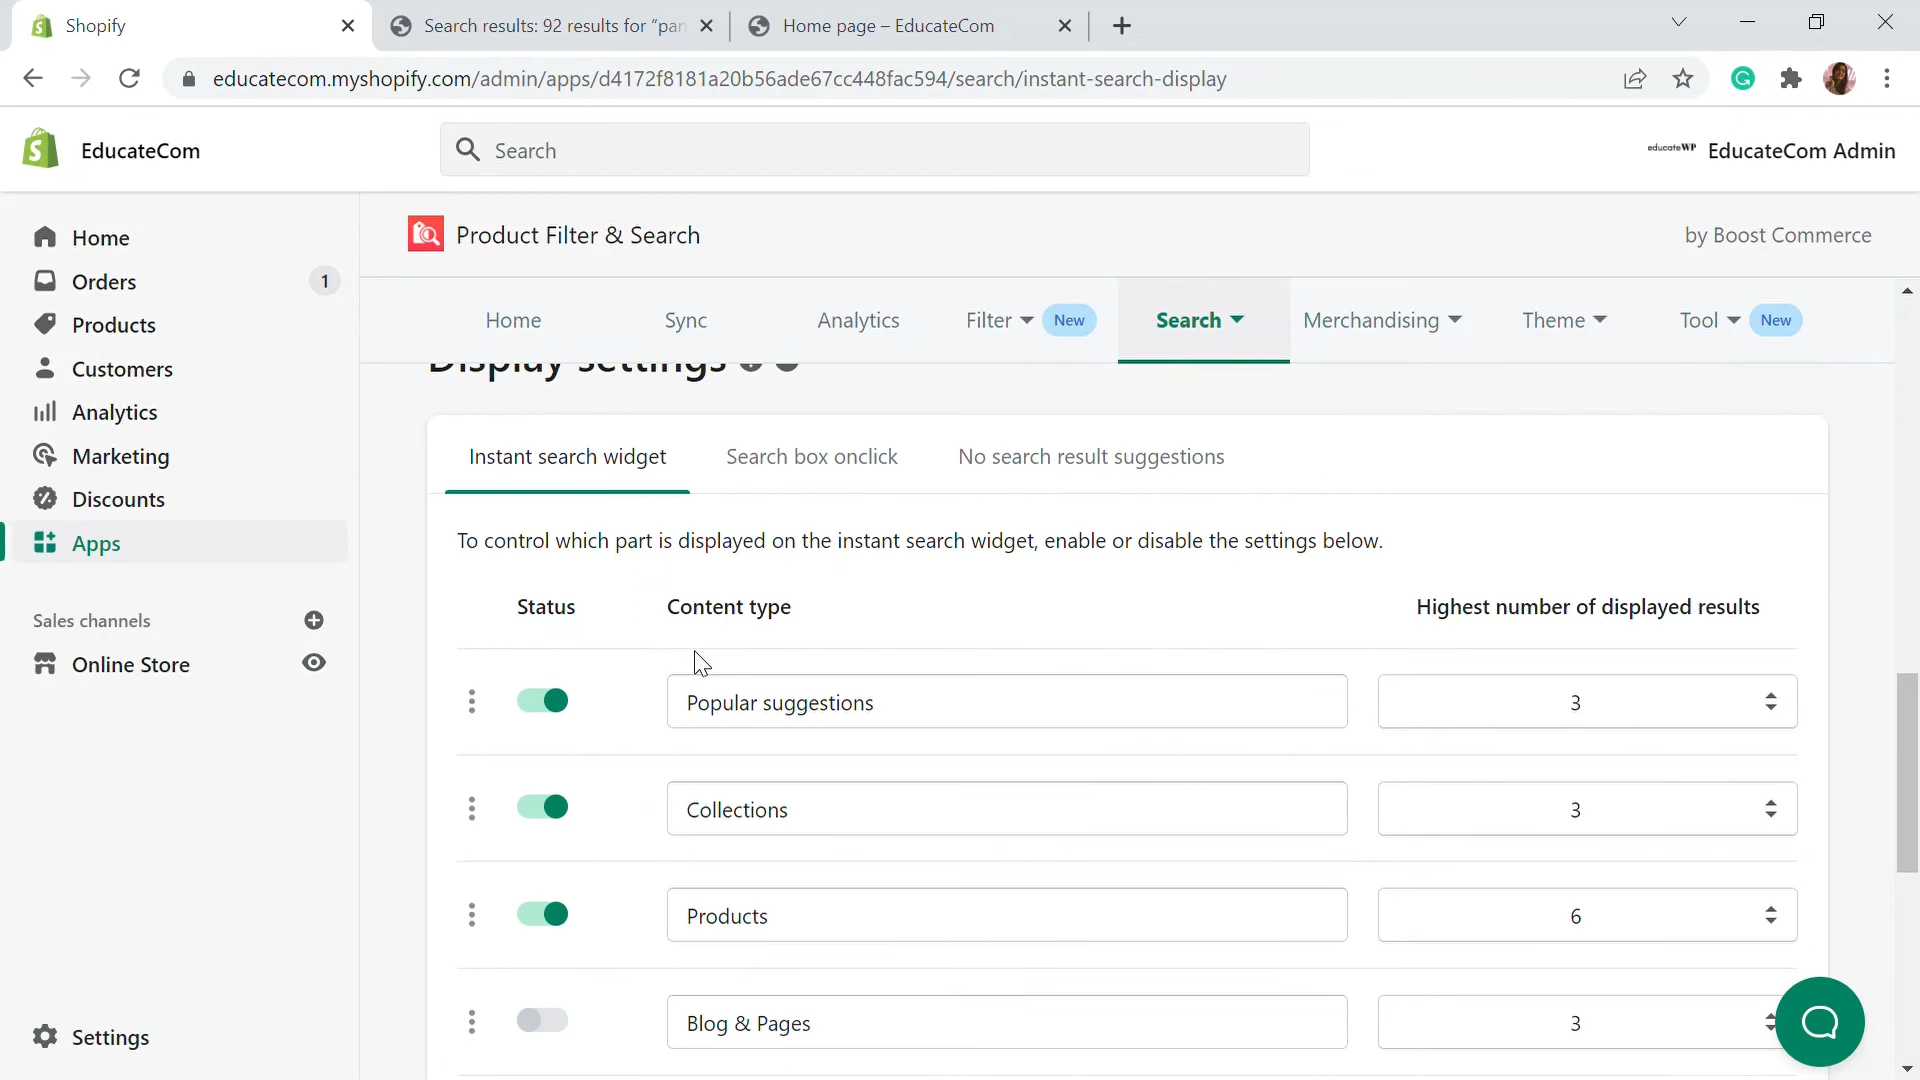 Shopify
Search results: 92 results for “pan
Home page – EducateCom
educatecom.myshopify.com/admin/apps/d4172f8181a20b56ade67cc448fac594/search/instant-search-display
EducateCom
Search
educateWP
EducateCom Admin
Home
Orders
1
Products
Customers
Analytics
Marketing
Discounts
Apps
Sales channels
Online Store
Settings
Product Filter & Search
by Boost Commerce
Home
Sync
Analytics
Filter
New
Search
Merchandising
Theme
Tool
New
Display settings
Instant search widget
Search box onclick
No search result suggestions
To control which part is displayed on the instant search widget, enable or disable the settings below.
Status
Content type
Highest number of displayed results
Popular suggestions
3
Collections
3
Products
6
Blog & Pages
3